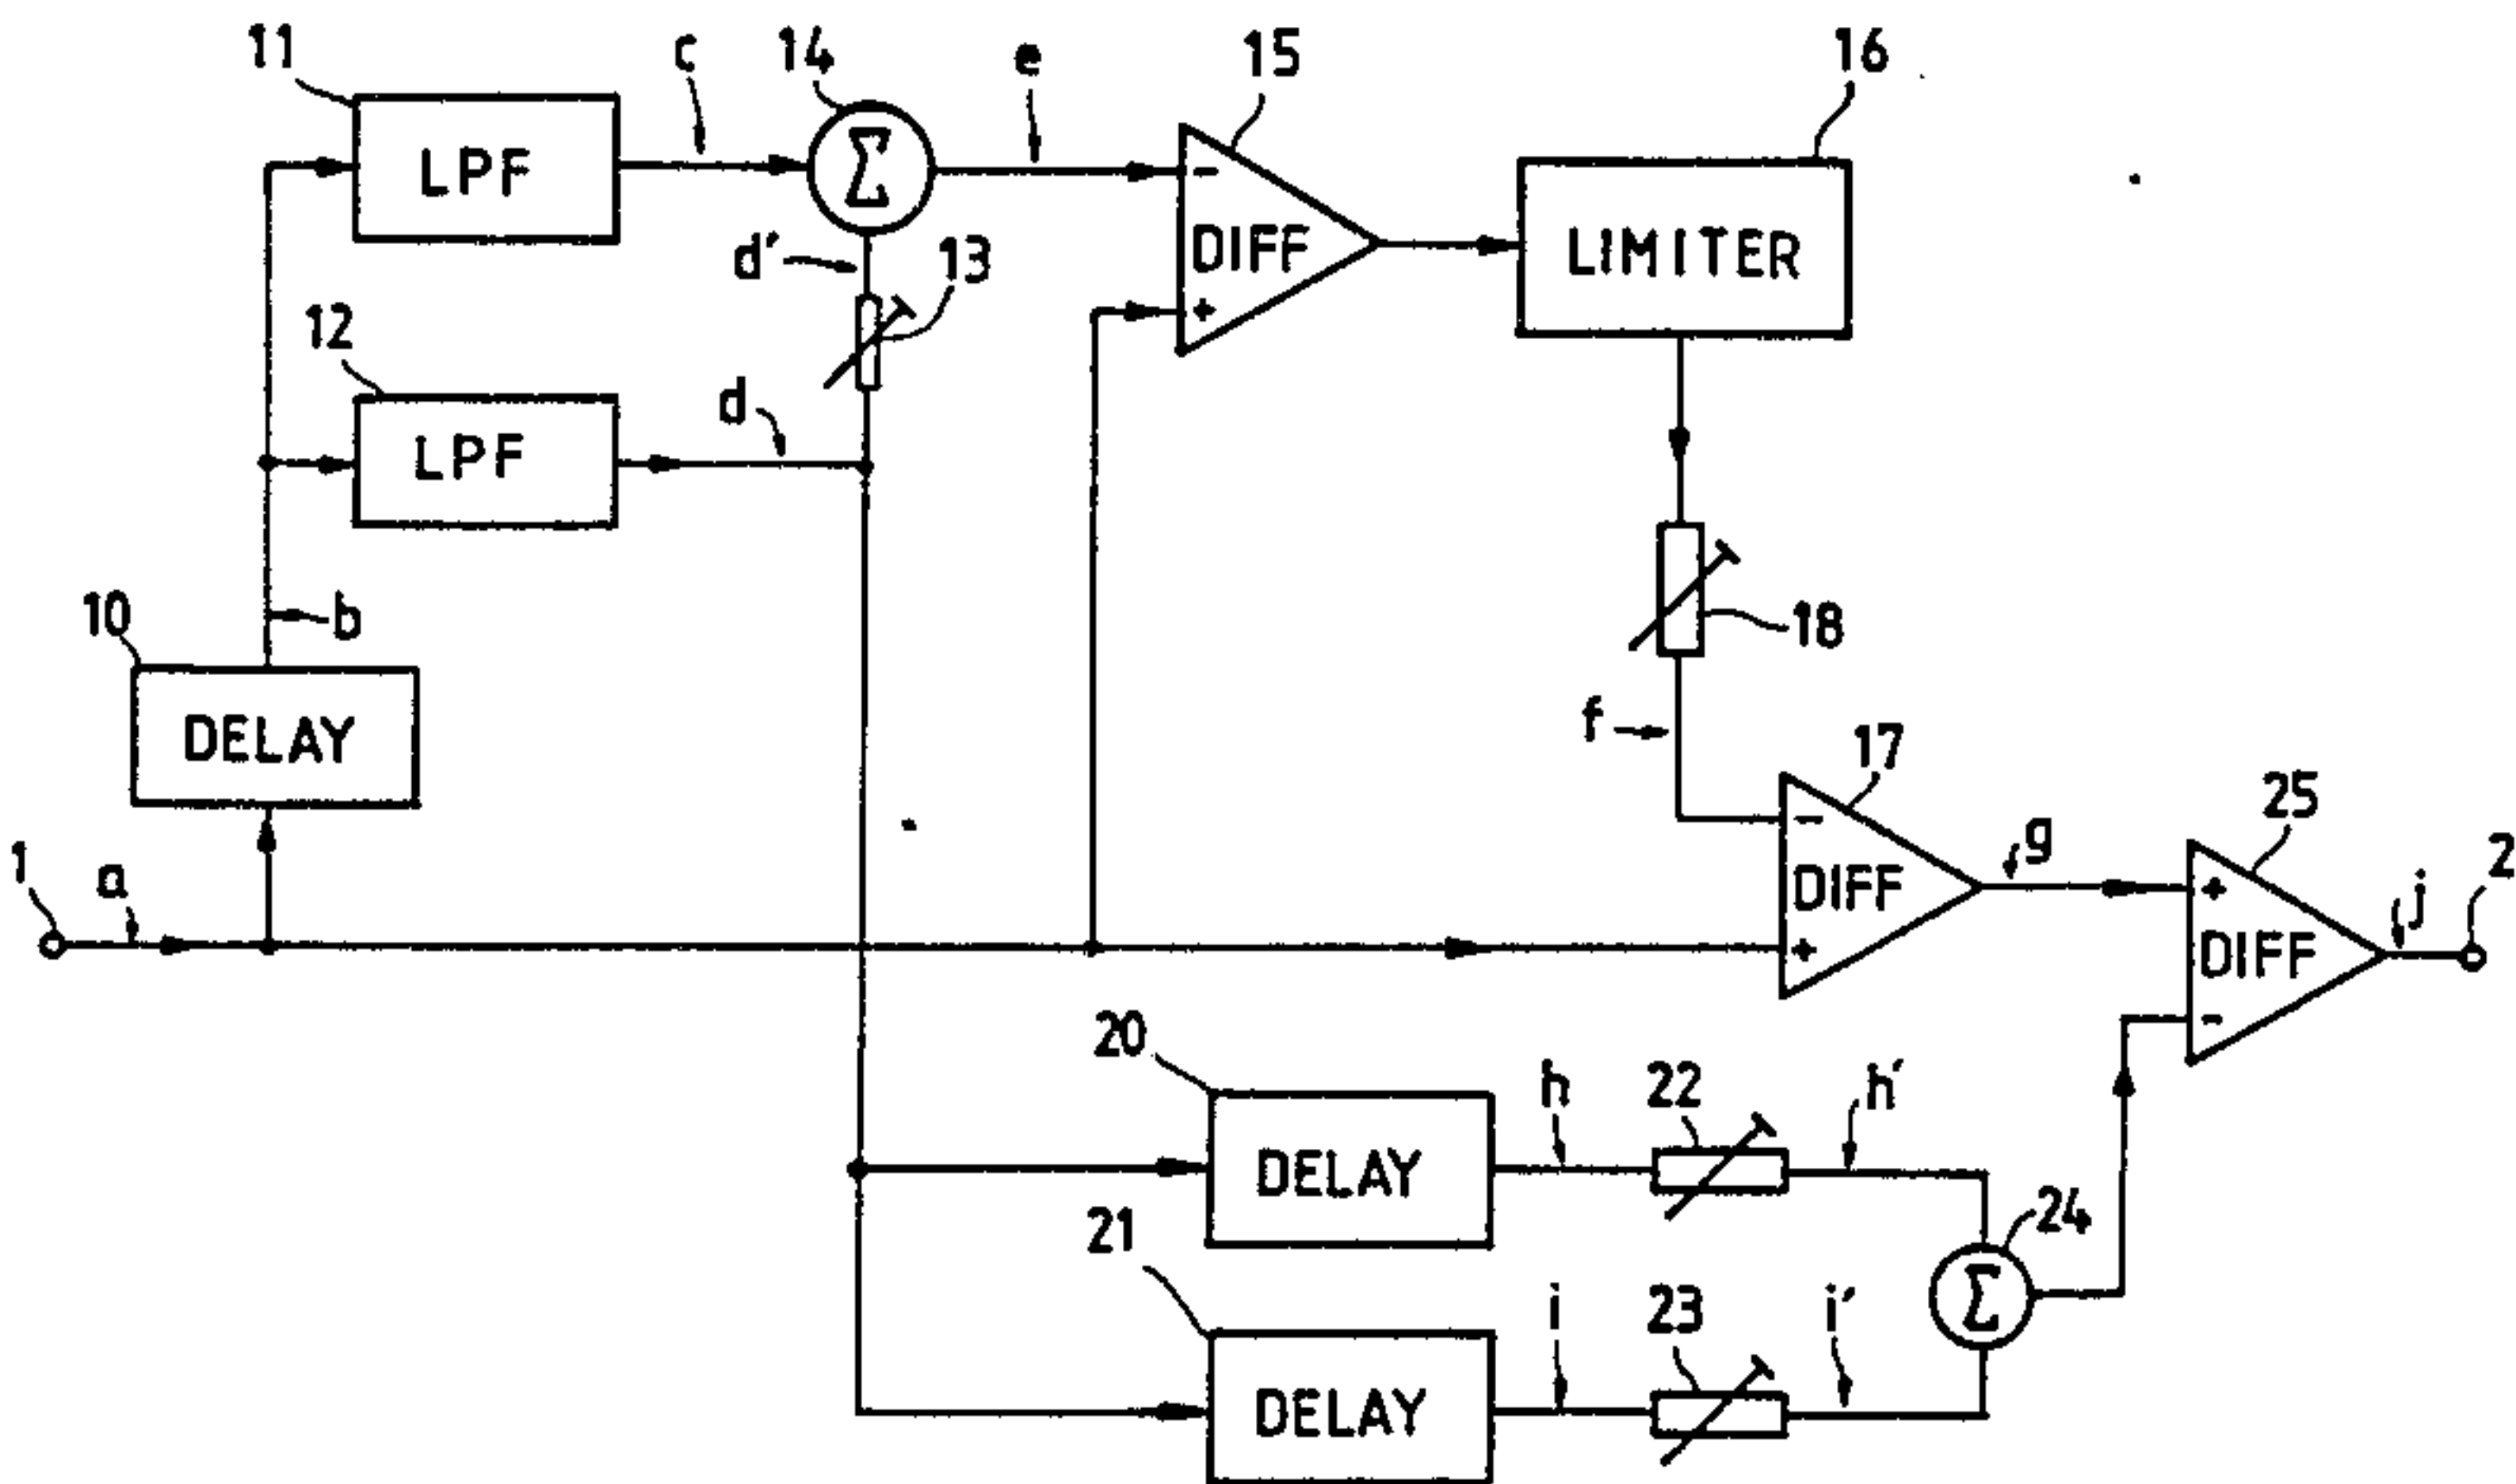 11
c
14
e
15
16
LPF
Σ
-
DIFF
LIMITER
d'
13
+
12
d
LPF
18
10
b
f
17
DELAY
25
-
g
2
1
a
DIFF
+
j
+
DIFF
20
-
h
22
h'
DELAY
24
21
Σ
i
23
i'
DELAY